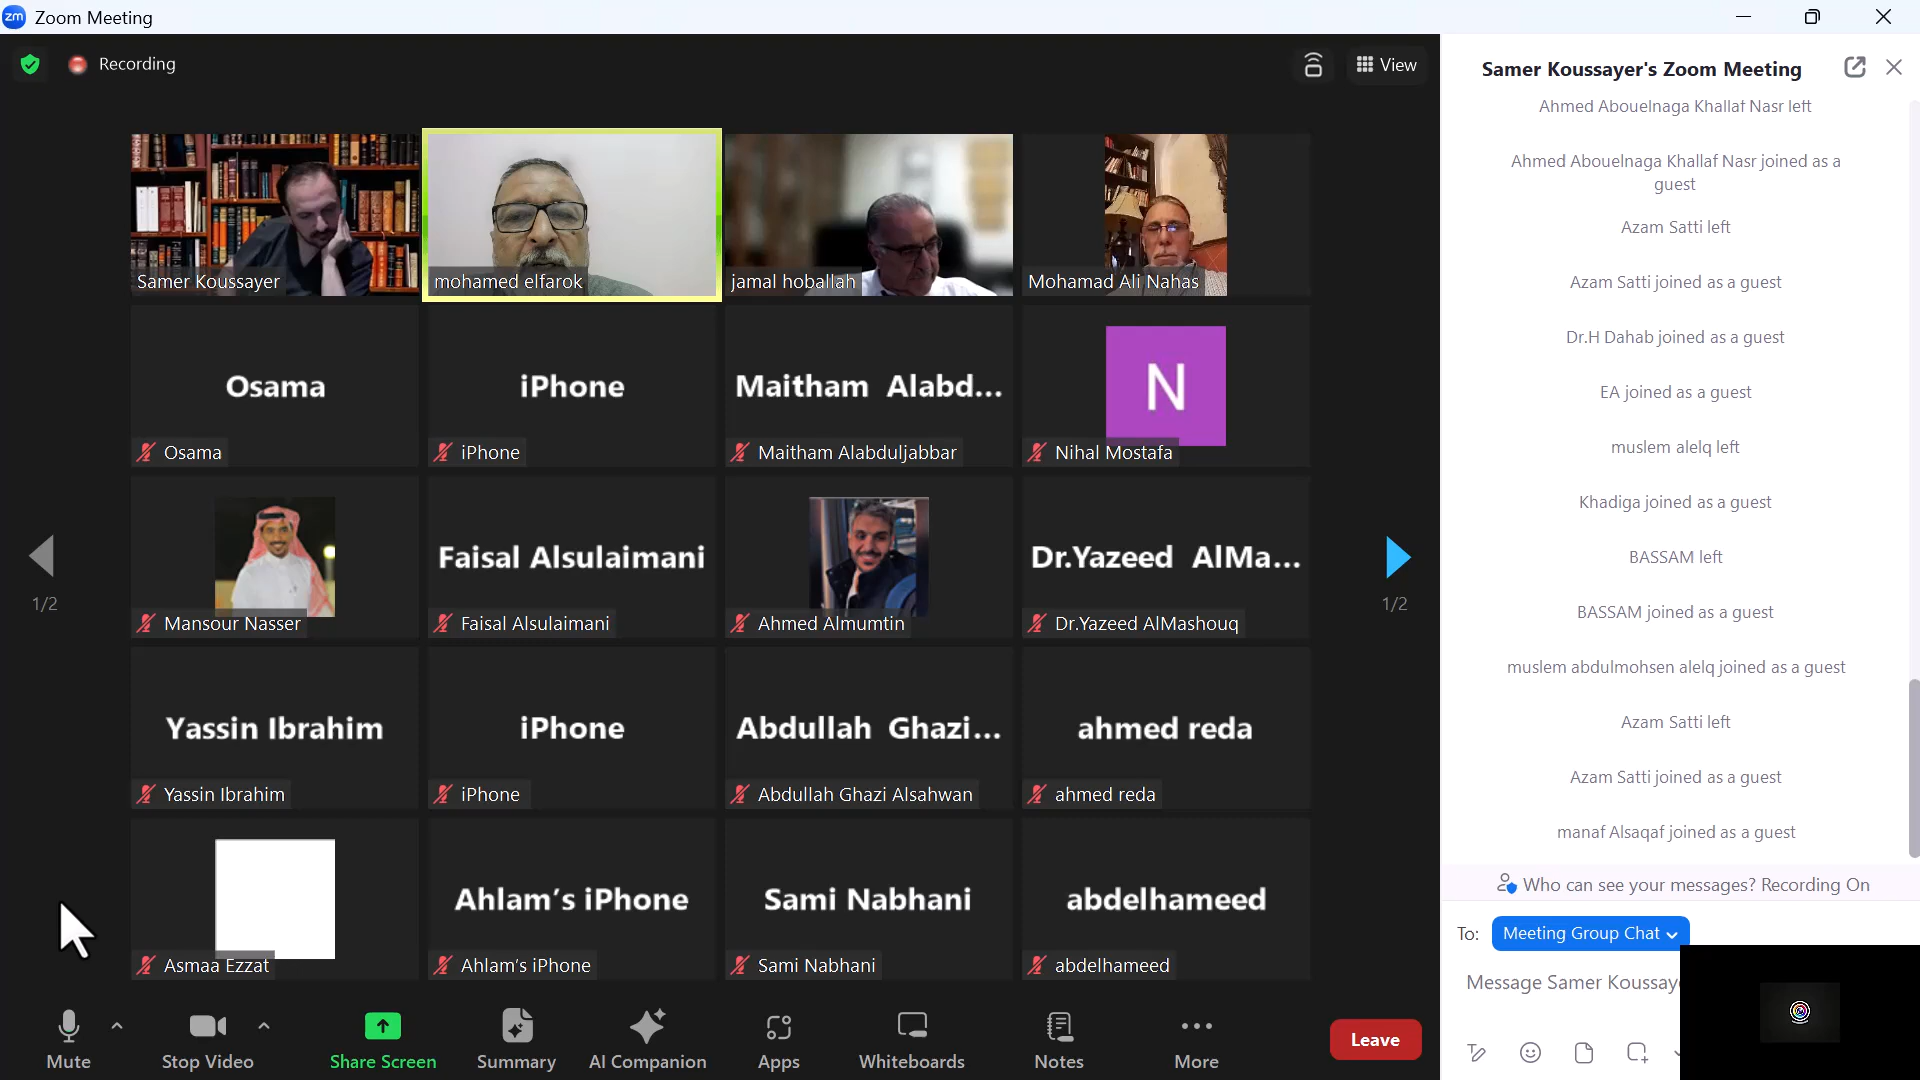 zm Zoom Meeting
Recording
View
Samer Koussayer
mohamed elfarok
jamal hoballah
Mohamad Ali Nahas
Osama
iPhone
Maitham Alabd...
N
Osama
iPhone
Maitham Alabduljabbar
Nihal Mostafa
Faisal Alsulaimani
Dr.Yazeed AlMa...
Mansour Nasser
Faisal Alsulaimani
Ahmed Almumtin
Dr.Yazeed AlMashouq
1/2
1/2
Yassin Ibrahim
iPhone
Abdullah Ghazi...
ahmed reda
Yassin Ibrahim
iPhone
Abdullah Ghazi Alsahwan
ahmed reda
Ahlam's iPhone
Sami Nabhani
abdelhameed
Asmaa Ezzat
Ahlam's iPhone
Sami Nabhani
abdelhameed
Mute
Stop Video
Share Screen
Summary
AI Companion
Apps
Whiteboards
Notes
More
Leave
Samer Koussayer's Zoom Meeting
Ahmed Abouelnaga Khallaf Nasr left
Ahmed Abouelnaga Khallaf Nasr joined as a
guest
Azam Satti left
Azam Satti joined as a guest
Dr.H Dahab joined as a guest
EA joined as a guest
muslem alelq left
Khadiga joined as a guest
BASSAM left
BASSAM joined as a guest
muslem abdulmohsen alelq joined as a guest
Azam Satti left
Azam Satti joined as a guest
manaf Alsaqaf joined as a guest
Who can see your messages? Recording On
To: Meeting Group Chat
Message Samer Koussay